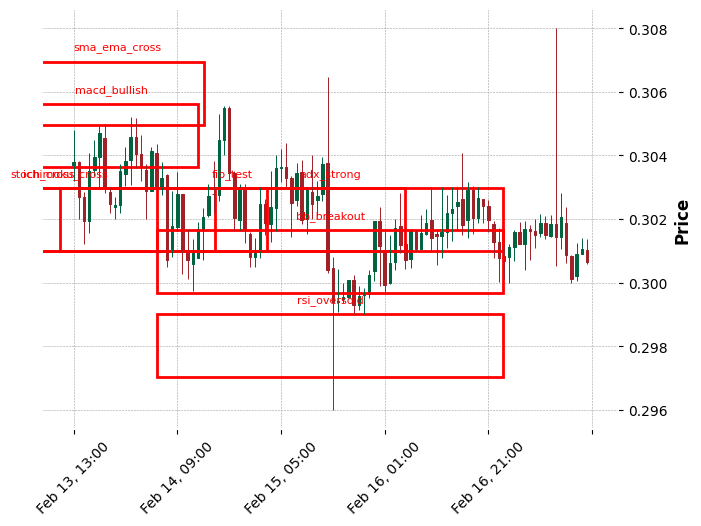 sma_ema_cross
macd_bullish
fib_test
adx_strong
bb_breakout
rsi_oversold
0.308
0.306
0.304
0.302
0.300
0.298
0.296
Price
Feb 13, 13:00
Feb 14, 09:00
Feb 15, 05:00
Feb 16, 01:00
Feb 16, 21:00